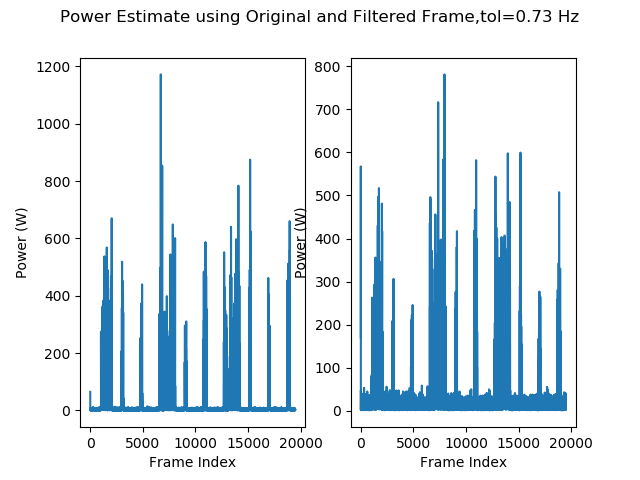 Power Estimate using Original and Filtered Frame,tol=0.73 Hz
1200
1000
800
600
400
200
0
Power (W)
0 5000 10000 15000 20000
Frame Index
800
700
600
500
400
300
200
100
0
Power (W)
0 5000 10000 15000 20000
Frame Index